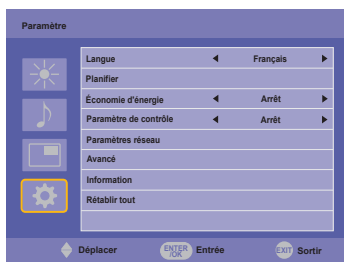 Paramètre
Langue Français
Planifier
Économie d'énergie Arrêt
Paramètre de contrôle Arrêt
Paramètres réseau
Avancé
Information
Rétablir tout
Déplacer ENTER /OK Entrée EXIT Sortir